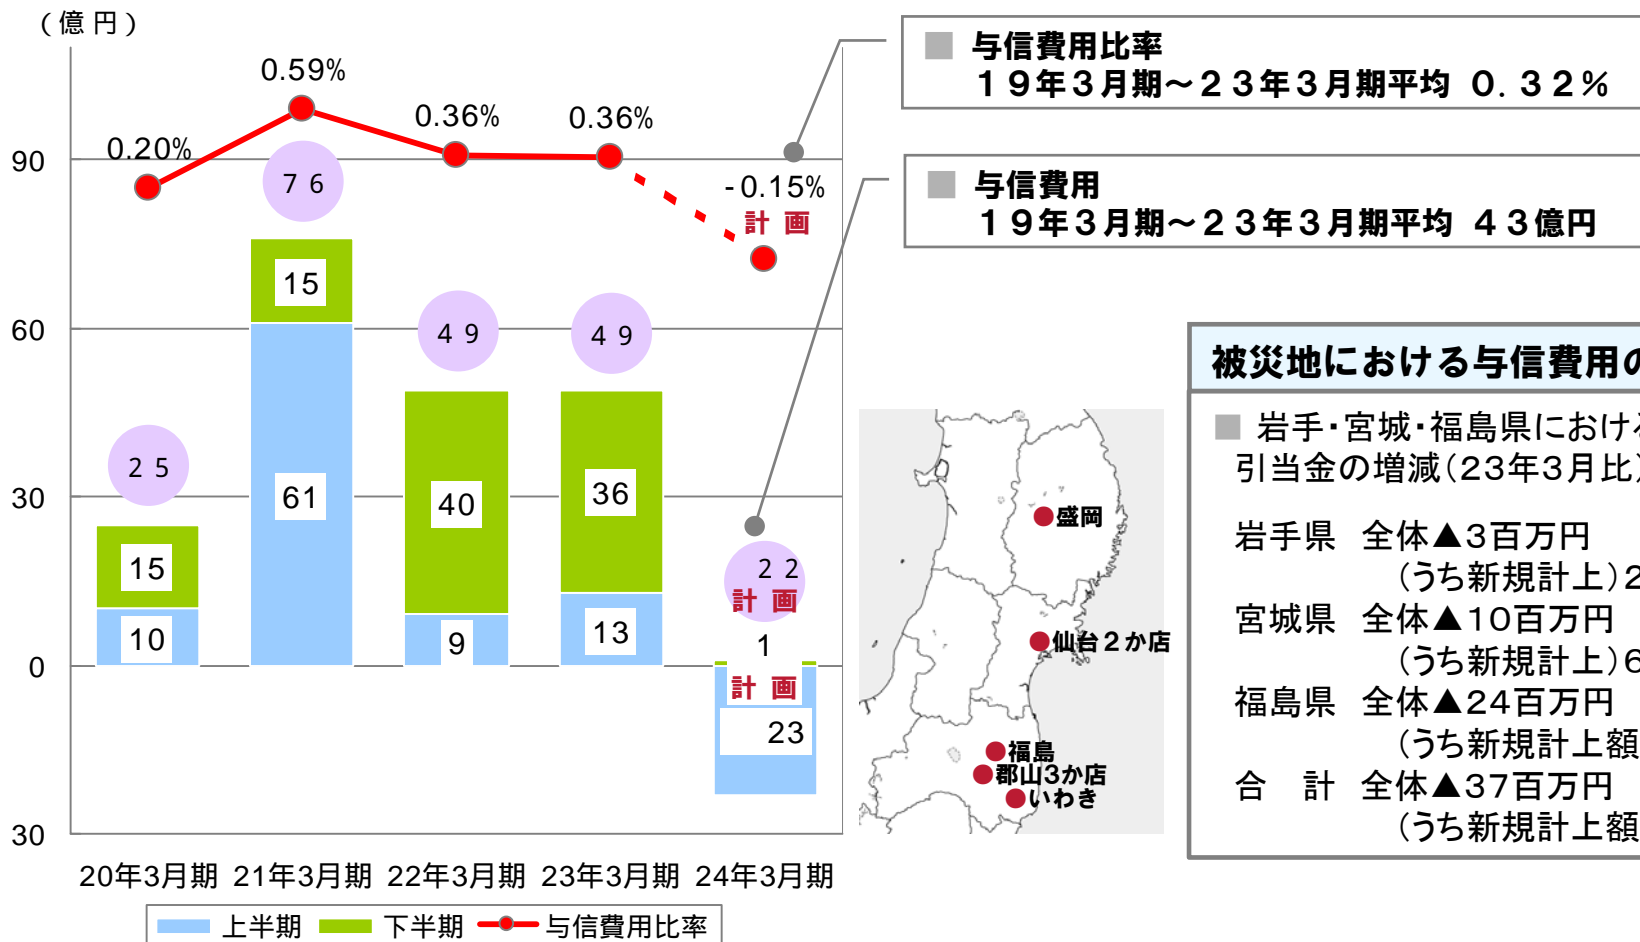 (億円)
90
60
30
0
30
0.20%
0.59%
0.36%
0.36%
-0.15%
計画
25
76
49
49
22
計画
15
10
15
61
40
9
36
13
1
計画
23
20年3月期 21年3月期 22年3月期 23年3月期 24年3月期
上半期 下半期 与信費用比率
■ 与信費用比率
19年3月期～23年3月期平均 0.32%
■ 与信費用
19年3月期～23年3月期平均 43億円
盛岡
仙台2か店
福島
郡山3か店
いわき
被災地における与信費用の
■ 岩手・宮城・福島県における
引当金の増減(23年3月比)
岩手県 全体▲3百万円
(うち新規計上)2
宮城県 全体▲10百万円
(うち新規計上)6
福島県 全体▲24百万円
(うち新規計上額
合 計 全体▲37百万円
(うち新規計上額